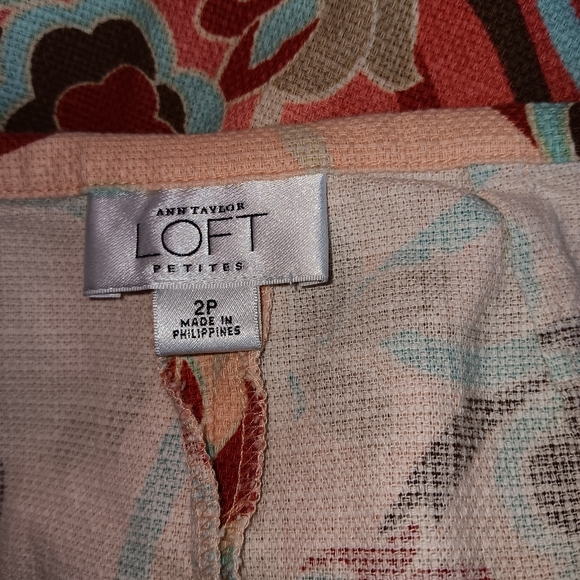 ANN TAYLOR
LOFT
PETITES
2P
MADE IN
PHILIPPINES